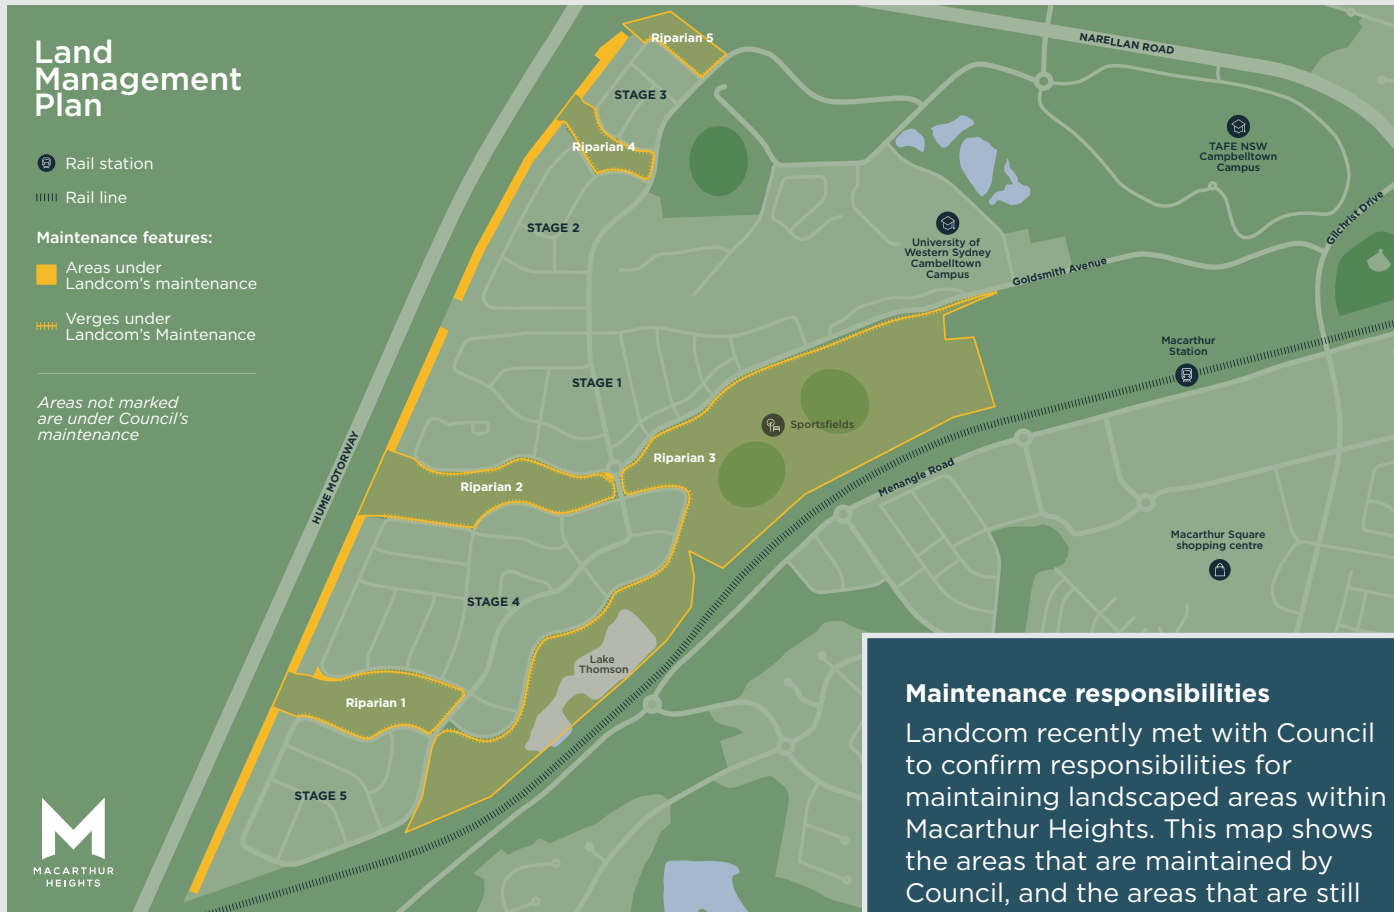 Land
Management
Plan
Rail station
Rail line
Maintenance features:
Areas under
Landcom's maintenance
Verges under
Landcom's Maintenance
Areas not marked
are under Council's
maintenance
Riparian 5
NARELLAN ROAD
STAGE 3
TAFE NSW
Campbelltown
Campus
Riparian 4
Gilchrist Drive
STAGE 2
University of
Western Sydney
Cambelltown
Campus
Goldsmith Avenue
Macarthur
Station
STAGE 1
Sportsfields
HUME MOTORWAY
Riparian 3
Menangle Road
Riparian 2
Macarthur Square
shopping centre
STAGE 4
Lake
Thomson
Riparian 1
STAGE 5
MACARTHUR
HEIGHTS
Maintenance responsibilities
Landcom recently met with Council
to confirm responsibilities for
maintaining landscaped areas within
Macarthur Heights. This map shows
the areas that are maintained by
Council, and the areas that are still